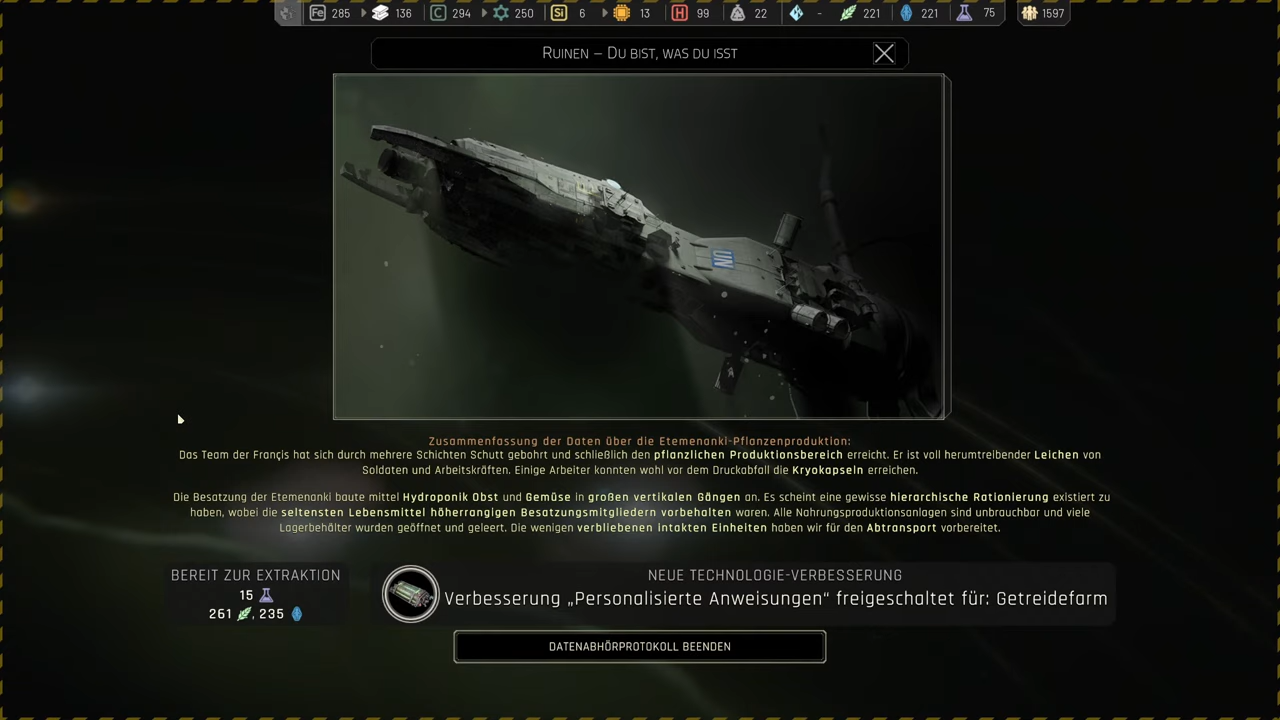 Fe 285 136 C 294 250 Si 6 13 H 99 22 - 221 221 75 1597
Ruinen – Du bist, was du isst
UN
Zusammenfassung der Daten über die Etemenanki-Pflanzenproduktion:
Das Team der Françis hat sich durch mehrere Schichten Schutt gebohrt und schließlich den pflanzlichen Produktionsbereich erreicht. Er ist voll herumtreibender Leichen von
Soldaten und Arbeitskräften. Einige Arbeiter konnten wohl vor dem Druckabfall die Kryokapseln erreichen.
Die Besatzung der Etemenanki baute mittel Hydroponik Obst und Gemüse in großen vertikalen Gängen an. Es scheint eine gewisse hierarchische Rationierung existiert zu
haben, wobei die seltensten Lebensmittel höherrangigen Besatzungsmitgliedern vorbehalten waren. Alle Nahrungsproduktionsanlagen sind unbrauchbar und viele
Lagerbehälter wurden geöffnet und geleert. Die wenigen verbliebenen intakten Einheiten haben wir für den Abtransport vorbereitet.
BEREIT ZUR EXTRAKTION
15
261 , 235
NEUE TECHNOLOGIE-VERBESSERUNG
Verbesserung „Personalisierte Anweisungen“ freigeschaltet für: Getreidefarm
DATENABHÖRPROTOKOLL BEENDEN